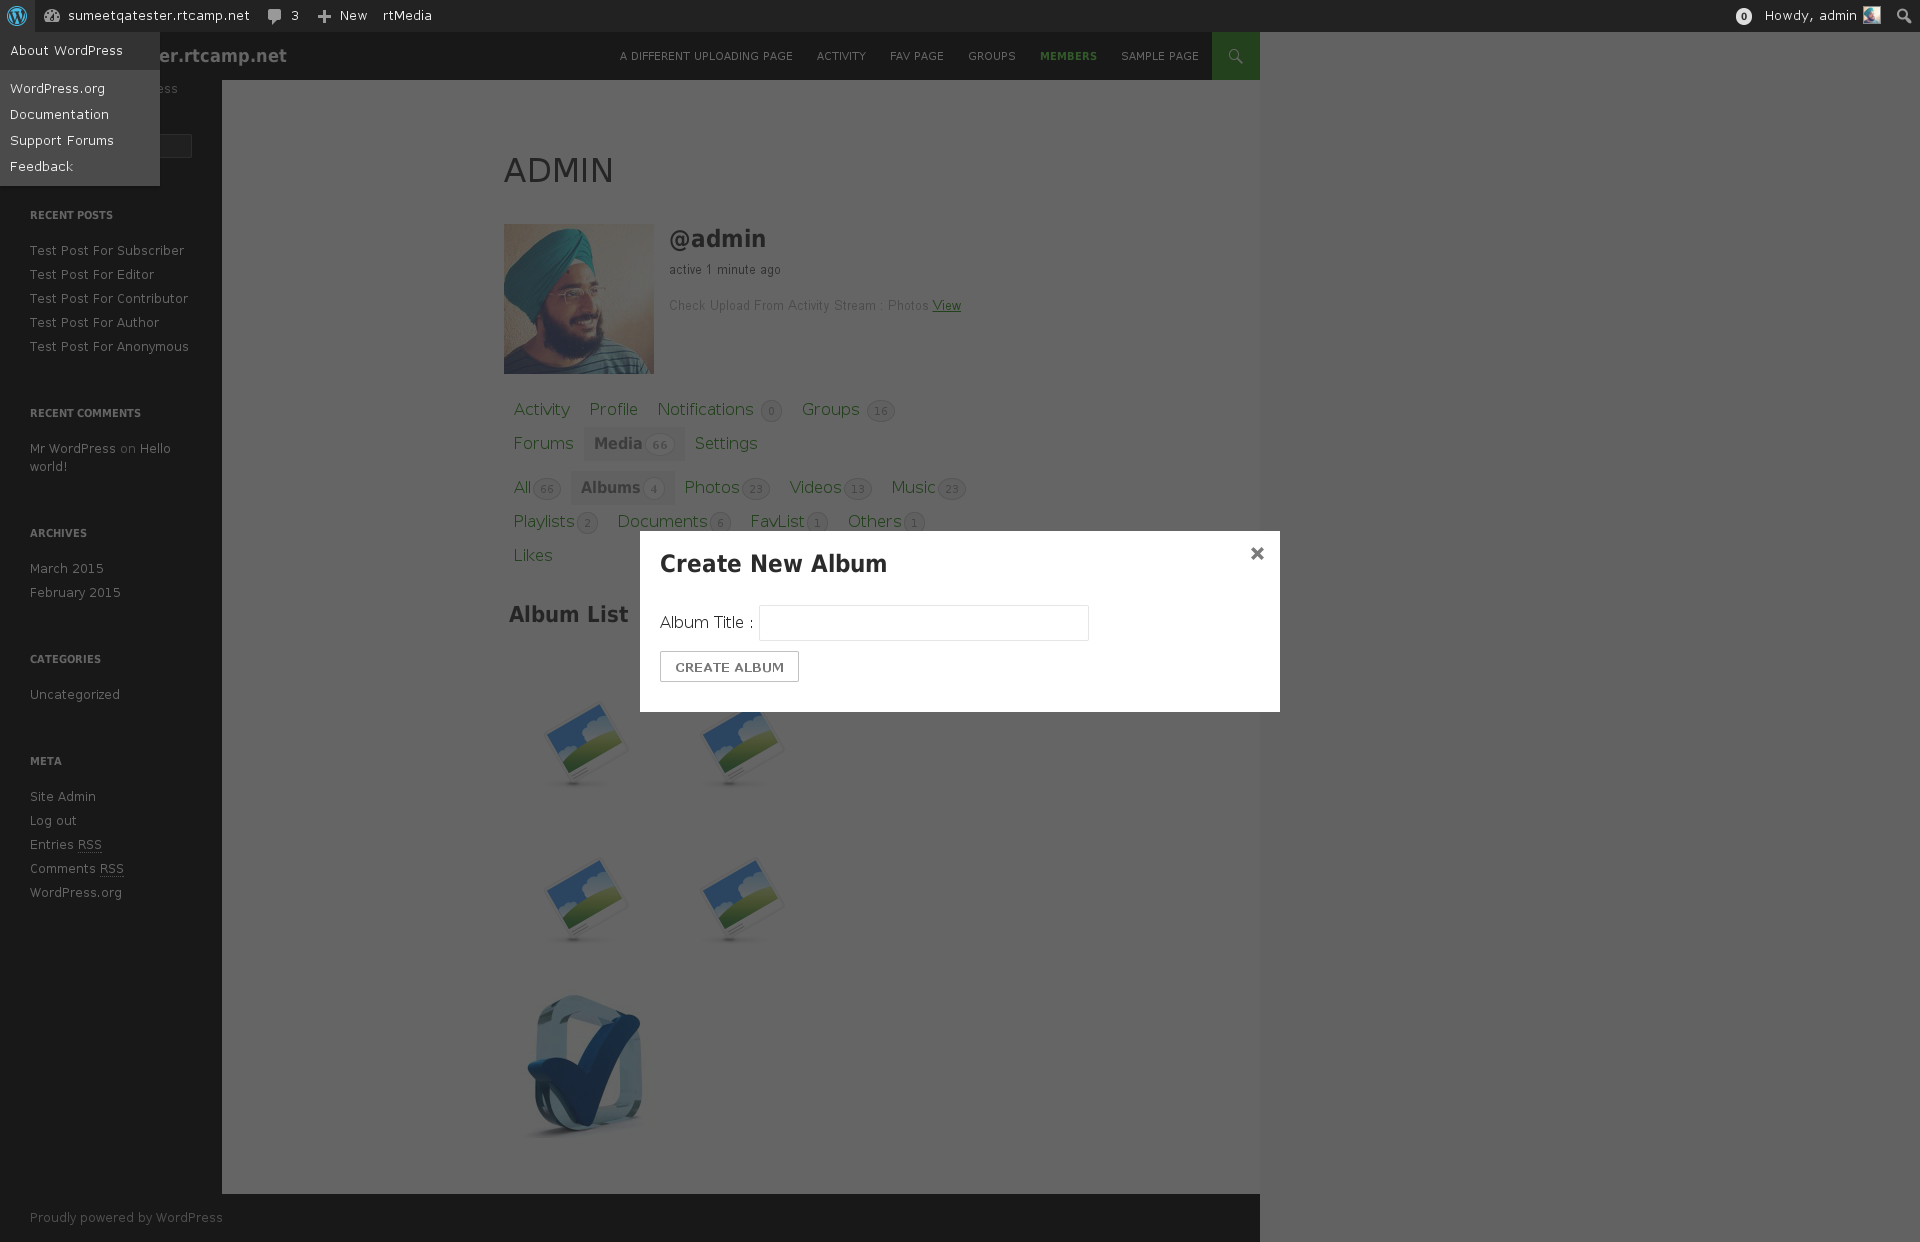 sumeetqatester.rtcamp.net 3 New rtMedia 0 Howdy, admin
About WordPress
WordPress.org
Documentation
Support Forums
Feedback
er.rtcamp.net A DIFFERENT UPLOADING PAGE ACTIVITY FAV PAGE GROUPS MEMBERS SAMPLE PAGE
ess
RECENT POSTS
Test Post For Subscriber
Test Post For Editor
Test Post For Contributor
Test Post For Author
Test Post For Anonymous
RECENT COMMENTS
Mr WordPress on Hello
world!
ARCHIVES
March 2015
February 2015
CATEGORIES
Uncategorized
META
Site Admin
Log out
Entries RSS
Comments RSS
WordPress.org
ADMIN
@admin
active 1 minute ago
Check Upload From Activity Stream : Photos View
Activity Profile Notifications 0 Groups 16
Forums Media 66 Settings
All 66 Albums 4 Photos 23 Videos 13 Music 23
Playlists 2 Documents 6 FavList 1 Others 1
Likes
Album List
Create New Album
Album Title :
CREATE ALBUM
Proudly powered by WordPress